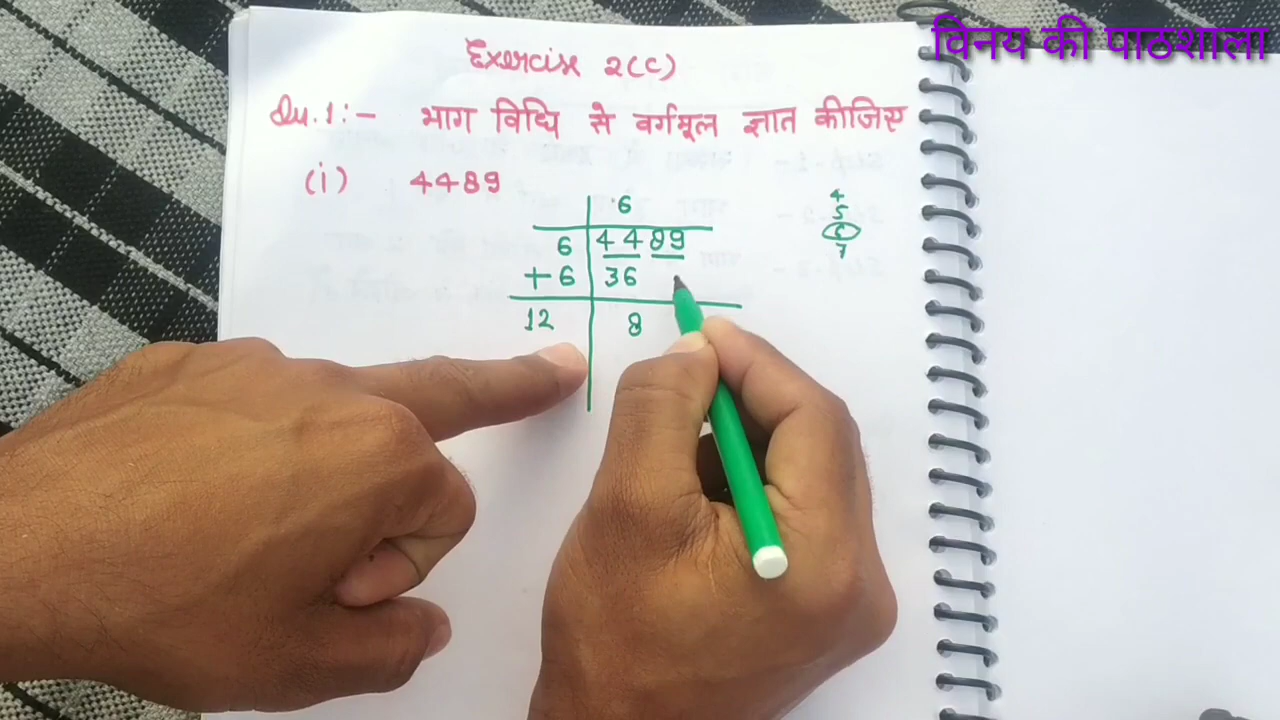 विनय की पाठशाला
Exercise 2(C)
Qu.1:- भाग विधि से वर्गमूल ज्ञात कीजिए
(i) 4489
6
6 4489
+6 36
12 8
4
5
6
7